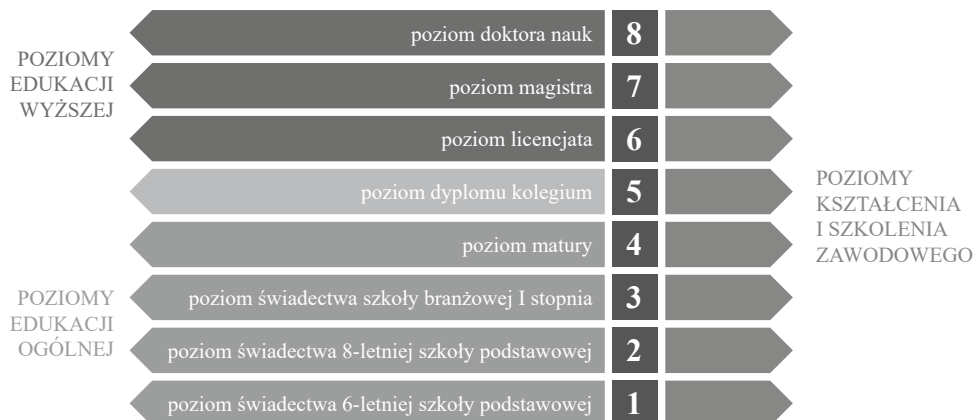 POZIOMY
EDUKACJI
WYŻSZEJ
poziom doktora nauk 8
poziom magistra 7
poziom licencjata 6
poziom dyplomu kolegium 5
poziom matury 4
POZIOMY
KSZTAŁCENIA
I SZKOLENIA
ZAWODOWEGO
POZIOMY
EDUKACJI
OGÓLNEJ
poziom świadectwa szkoły branżowej I stopnia 3
poziom świadectwa 8-letniej szkoły podstawowej 2
poziom świadectwa 6-letniej szkoły podstawowej 1